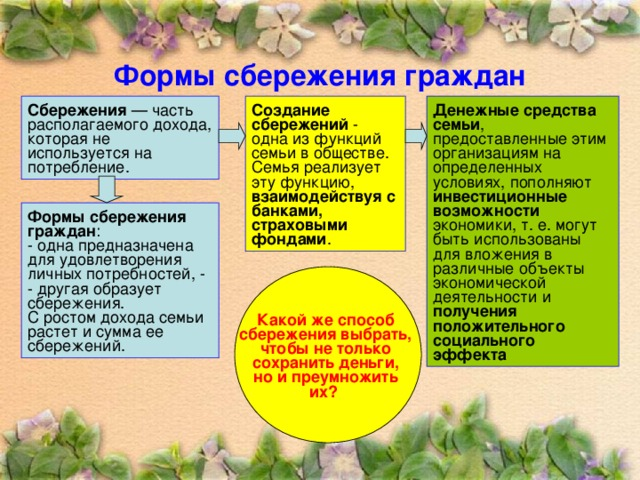 Формы сбережения граждан
Сбережения — часть
располагаемого дохода,
которая не
используется на
потребление.
Формы сбережения
граждан:
- одна предназначена
для удовлетворения
личных потребностей, -
- другая образует
сбережения.
С ростом дохода семьи
растет и сумма ее
сбережений.
Создание
сбережений -
одна из функций
семьи в обществе.
Семья реализует
эту функцию,
взаимодействуя с
банками,
страховыми
фондами.
Какой же способ
сбережения выбрать,
чтобы не только
сохранить деньги,
но и преумножить
их?
Денежные средства
семьи,
предоставленные этим
организациям на
определенных
условиях, пополняют
инвестиционные
возможности
экономики, т. е. могут
быть использованы
для вложения в
различные объекты
экономической
деятельности и
получения
положительного
социального
эффекта